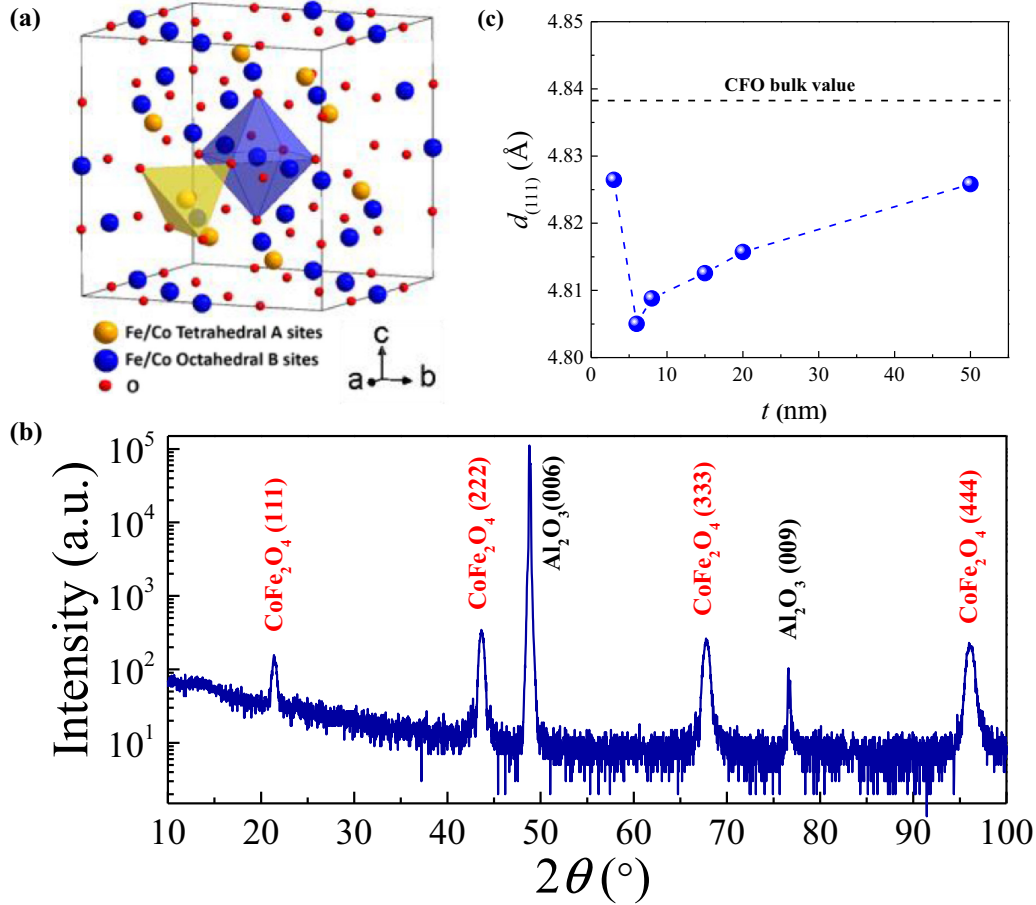 (a)
Fe/Co Tetrahedral A sites
Fe/Co Octahedral B sites
O
c
a
b
(c)
4.85
4.84
4.83
4.82
4.81
4.80
d(111) (Å)
CFO bulk value
0
10
20
30
40
50
t (nm)
(b)
10^5
10^4
10^3
10^2
10^1
Intensity (a.u.)
CoFe2O4 (111)
CoFe2O4 (222)
Al2O3(006)
CoFe2O4 (333)
Al2O3 (009)
CoFe2O4 (444)
10
20
30
40
50
60
70
80
90
100
2θ (°)